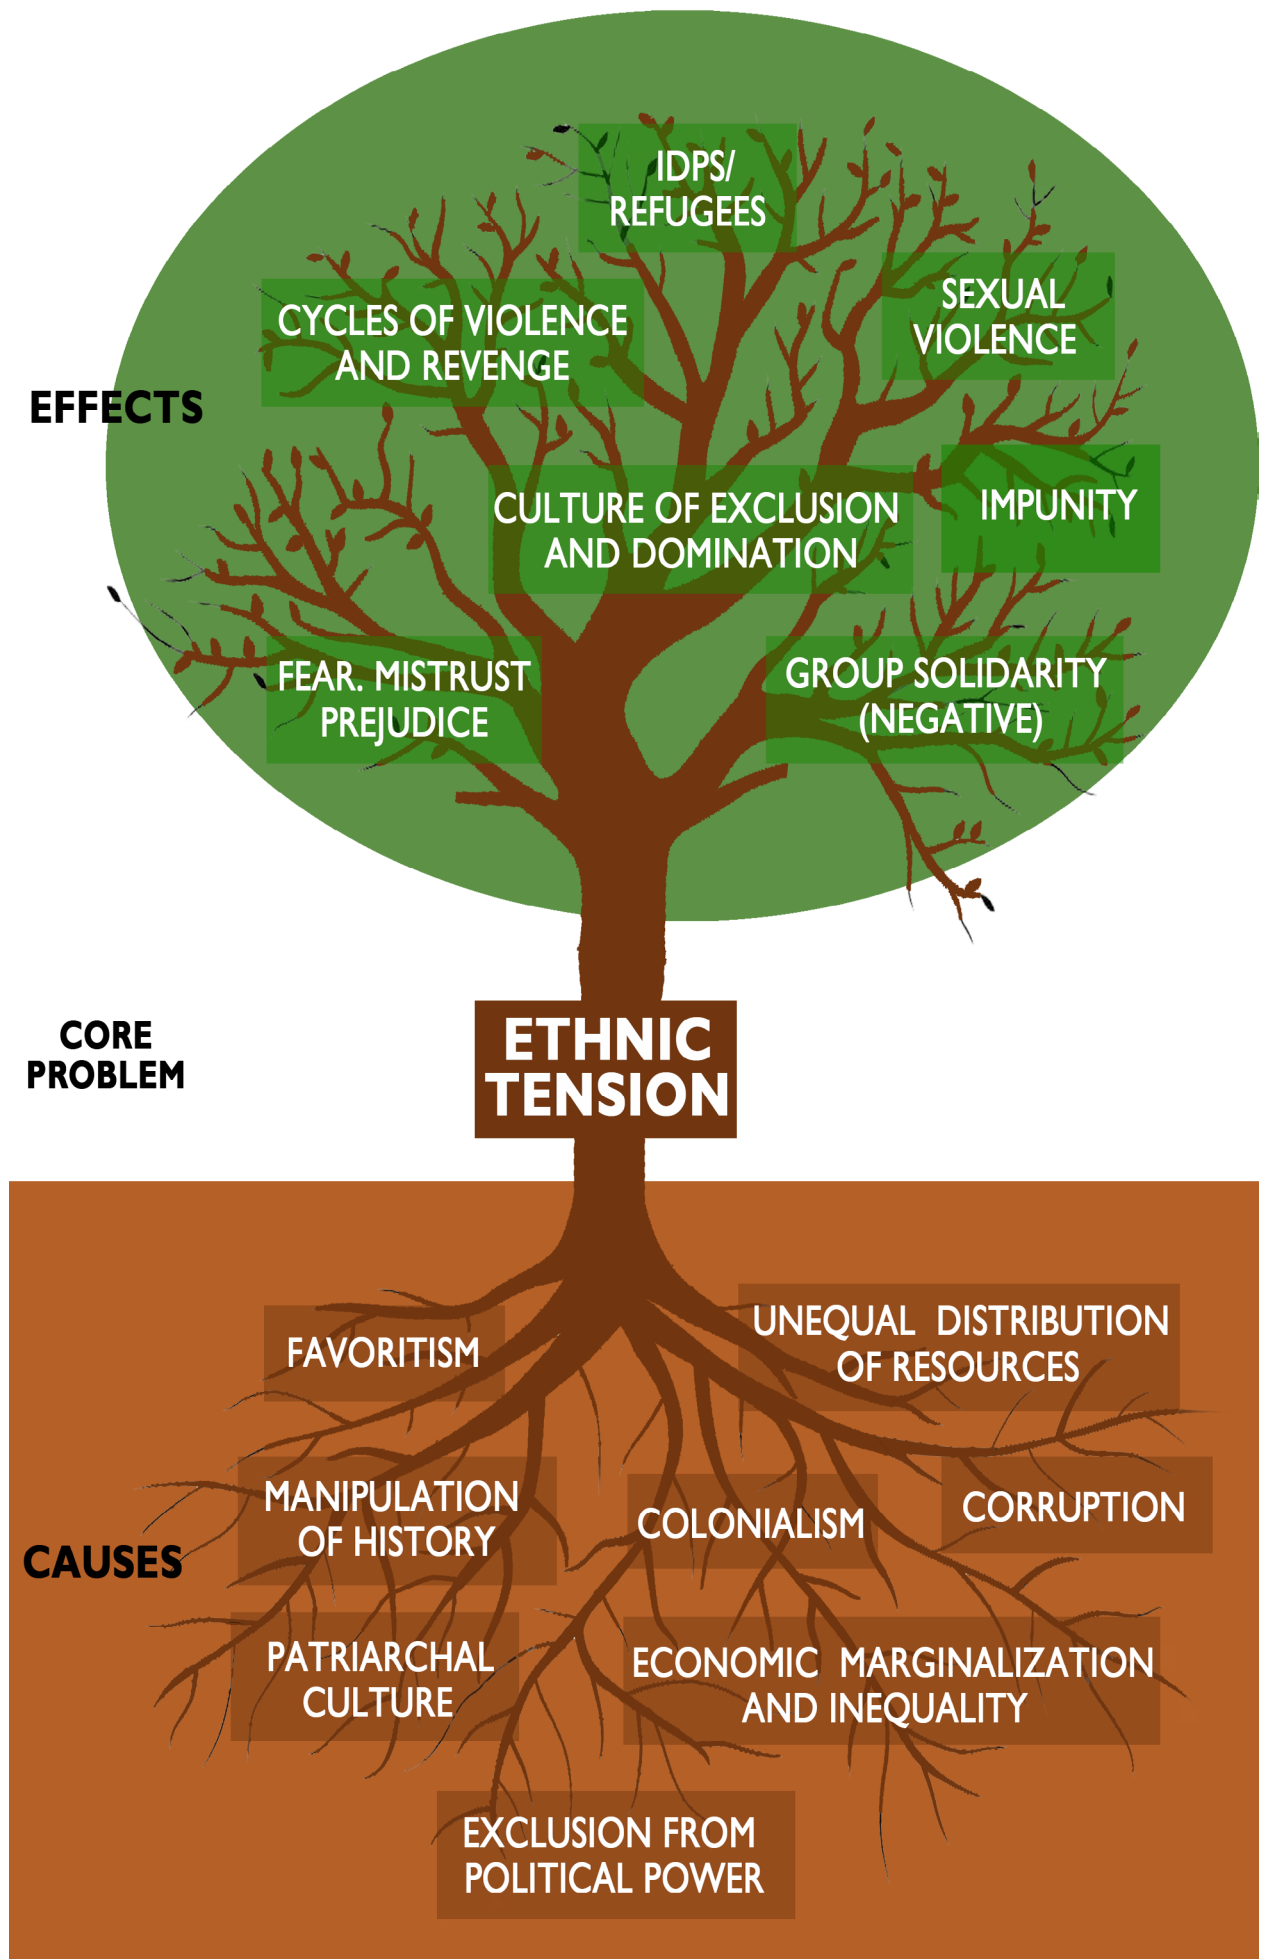 IDPS/
REFUGEES
SEXUAL
VIOLENCE
CYCLES OF VIOLENCE
AND REVENGE
EFFECTS
CULTURE OF EXCLUSION
AND DOMINATION
IMPUNITY
FEAR. MISTRUST
PREJUDICE
GROUP SOLIDARITY
(NEGATIVE)
CORE
PROBLEM
ETHNIC
TENSION
FAVORITISM
UNEQUAL DISTRIBUTION
OF RESOURCES
MANIPULATION
OF HISTORY
COLONIALISM
CORRUPTION
CAUSES
PATRIARCHAL
CULTURE
ECONOMIC MARGINALIZATION
AND INEQUALITY
EXCLUSION FROM
POLITICAL POWER